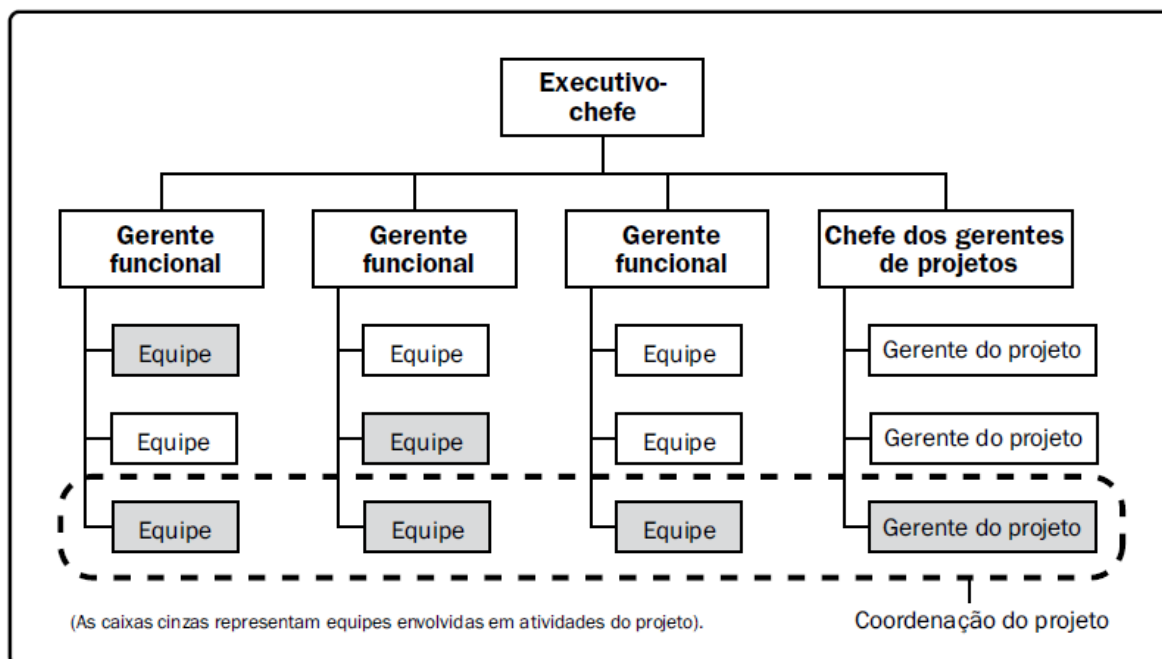 Executivo-
chefe
Gerente
funcional
Gerente
funcional
Gerente
funcional
Chefe dos gerentes
de projetos
Equipe
Equipe
Equipe
Gerente do projeto
Equipe
Equipe
Equipe
Gerente do projeto
Equipe
Equipe
Equipe
Gerente do projeto
(As caixas cinzas representam equipes envolvidas em atividades do projeto).
Coordenação do projeto